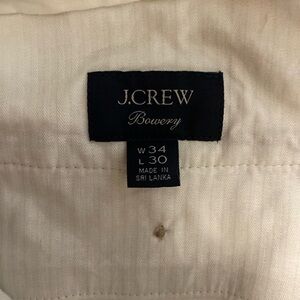 J.CREW
Bowery
W 34
L 30
MADE IN
SRI LANKA